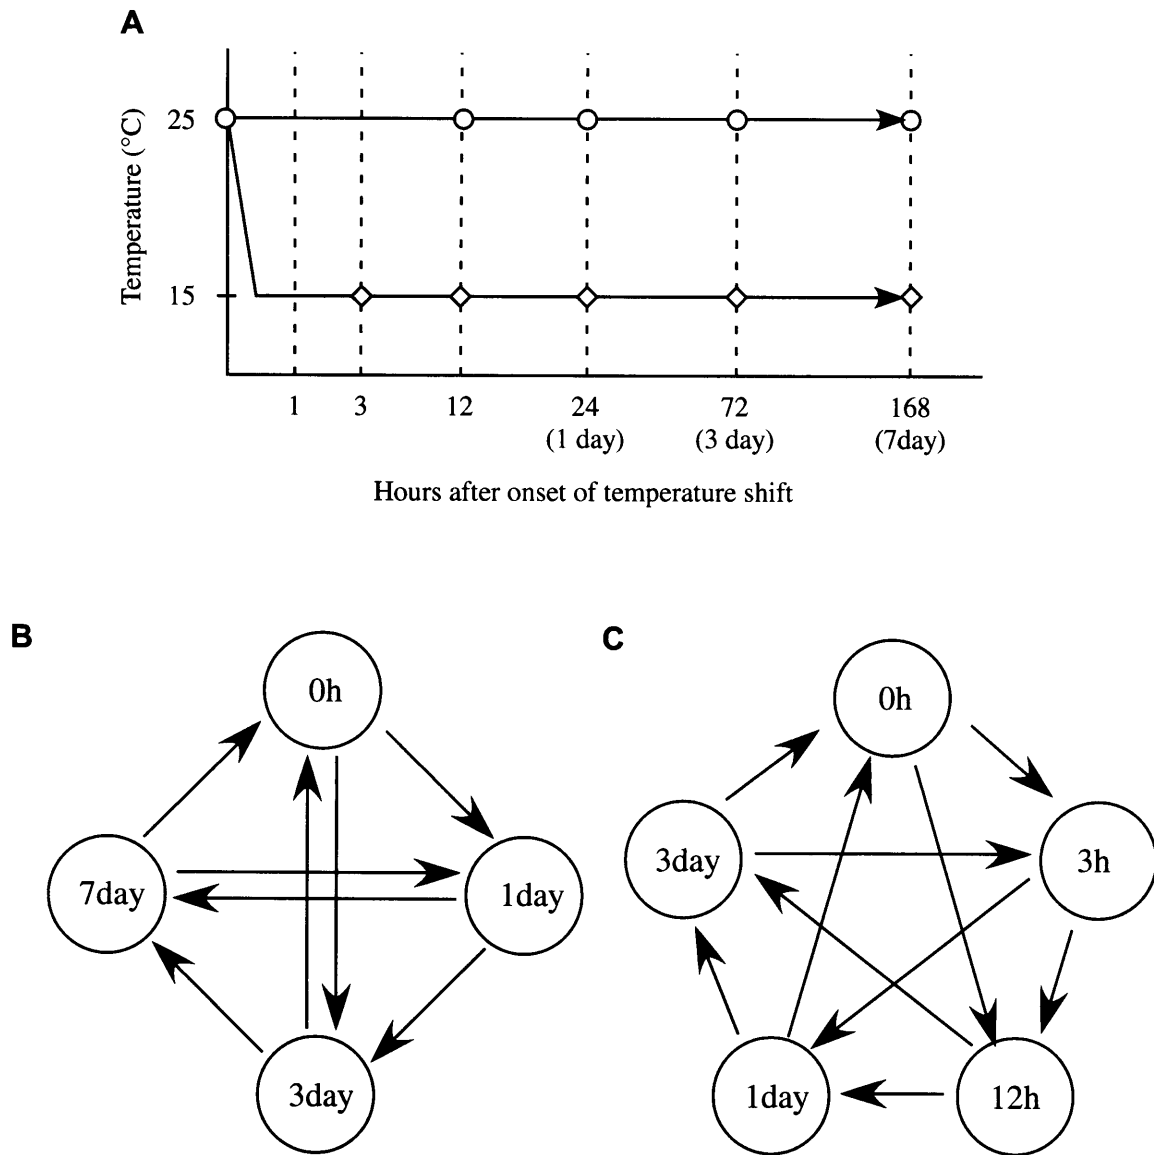 A
Temperature (°C)
25
15
1 3 12 24 72 168
(1 day) (3 day) (7day)
Hours after onset of temperature shift
B
0h
7day 1day
3day
C
0h
3day 3h
1day 12h